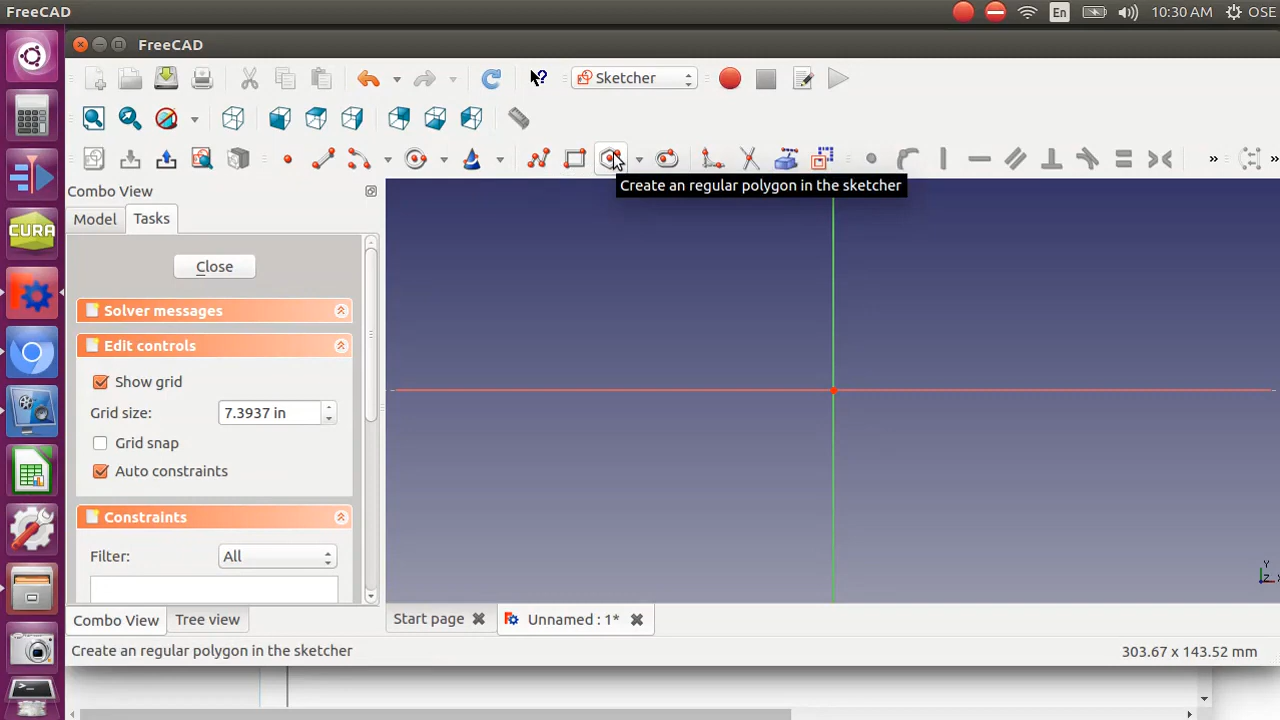 FreeCAD
En
10:30 AM
OSE
FreeCAD
Sketcher
»
»
Create an regular polygon in the sketcher
CURA
Combo View
Model
Tasks
Close
Solver messages
Edit controls
Show grid
Grid size:
7.3937 in
Grid snap
Auto constraints
Constraints
Filter:
All
Y
Z
X
Combo View
Tree view
Start page
Unnamed : 1*
Create an regular polygon in the sketcher
303.67 x 143.52 mm